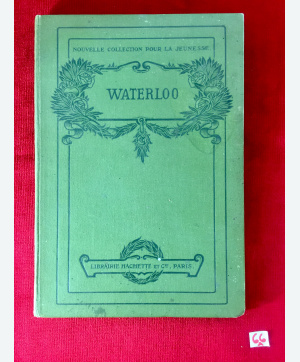 NOUVELLE COLLECTION POUR LA JEUNESSE
WATERLOO
LIBRAIRIE HACHETTE ET Cie, PARIS
66